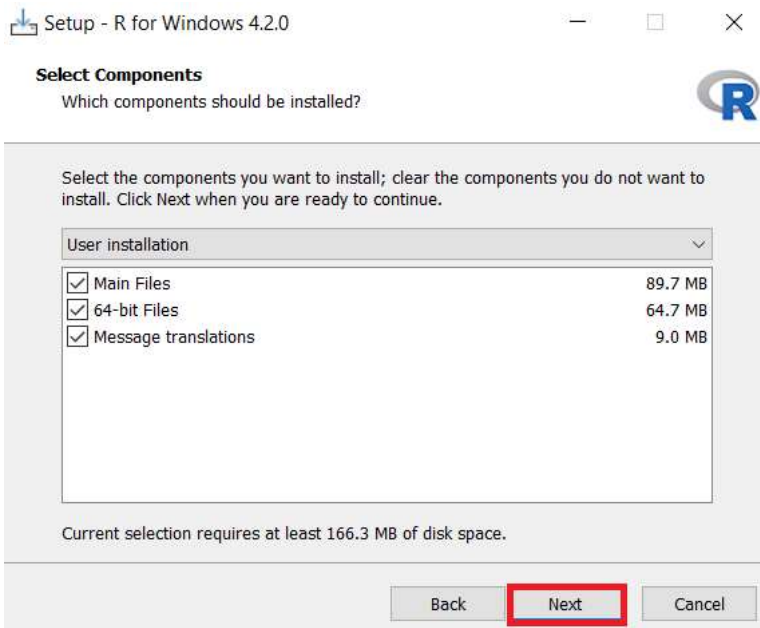 Setup - R for Windows 4.2.0
Select Components
Which components should be installed?
R
Select the components you want to install; clear the components you do not want to
install. Click Next when you are ready to continue.
User installation
Main Files 89.7 MB
64-bit Files 64.7 MB
Message translations 9.0 MB
Current selection requires at least 166.3 MB of disk space.
Back Next Cancel